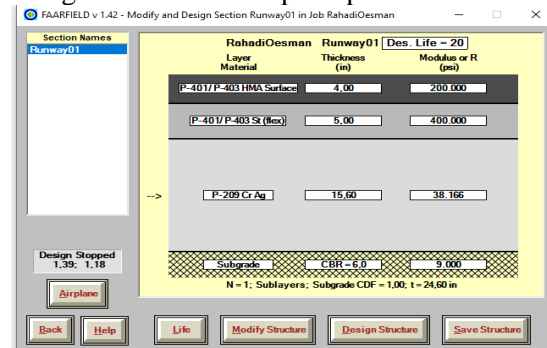 FAARFIELD v 1.42 - Modify and Design Section Runway01 in Job RahadiOesman
Section Names
Runway01
RahadiOesman Runway01 Des. Life = 20
Layer Material Thickness (in) Modulus or R (psi)
P-401/ P-403 HMA Surface 4,00 200.000
P-401/ P-403 St (flex) 5,00 400.000
--> P-209 Cr Ag 15,60 38.166
Subgrade CBR = 6,0 9.000
N = 1; Sublayers; Subgrade CDF = 1,00; t = 24,60 in
Design Stopped
1,39; 1,18
Airplane
Back Help Life Modify Structure Design Structure Save Structure